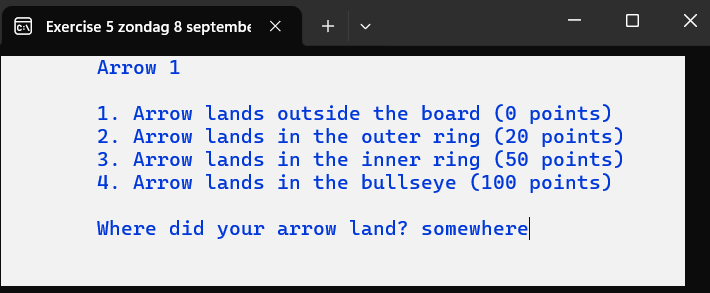 Exercise 5 zondag 8 septembe
Arrow 1
1. Arrow lands outside the board (0 points)
2. Arrow lands in the outer ring (20 points)
3. Arrow lands in the inner ring (50 points)
4. Arrow lands in the bullseye (100 points)
Where did your arrow land? somewhere